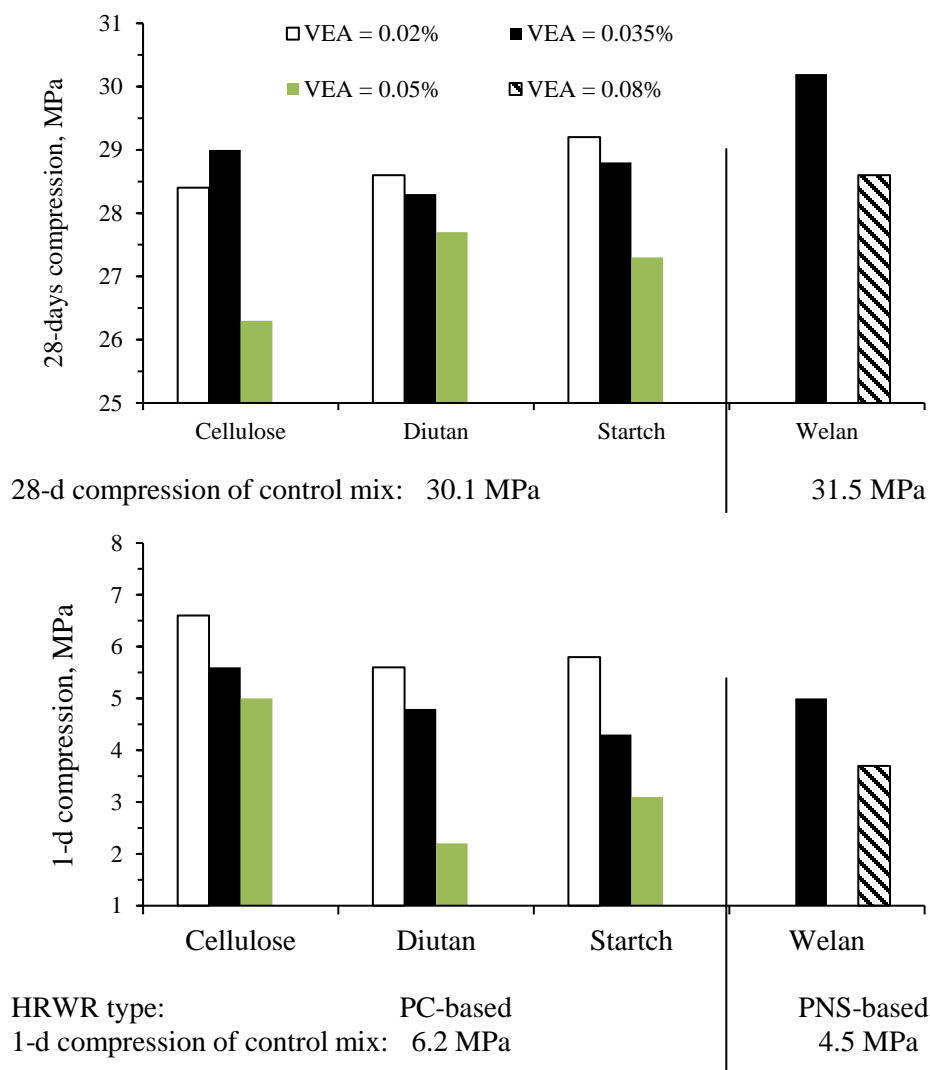 31
VEA = 0.02% VEA = 0.035%
30
VEA = 0.05% VEA = 0.08%
29
28
27
26
25
28-days compression, MPa
Cellulose Diutan Startch Welan
28-d compression of control mix: 30.1 MPa 31.5 MPa
8
7
6
5
4
3
2
1
1-d compression, MPa
Cellulose Diutan Startch Welan
HRWR type: PC-based PNS-based
1-d compression of control mix: 6.2 MPa 4.5 MPa